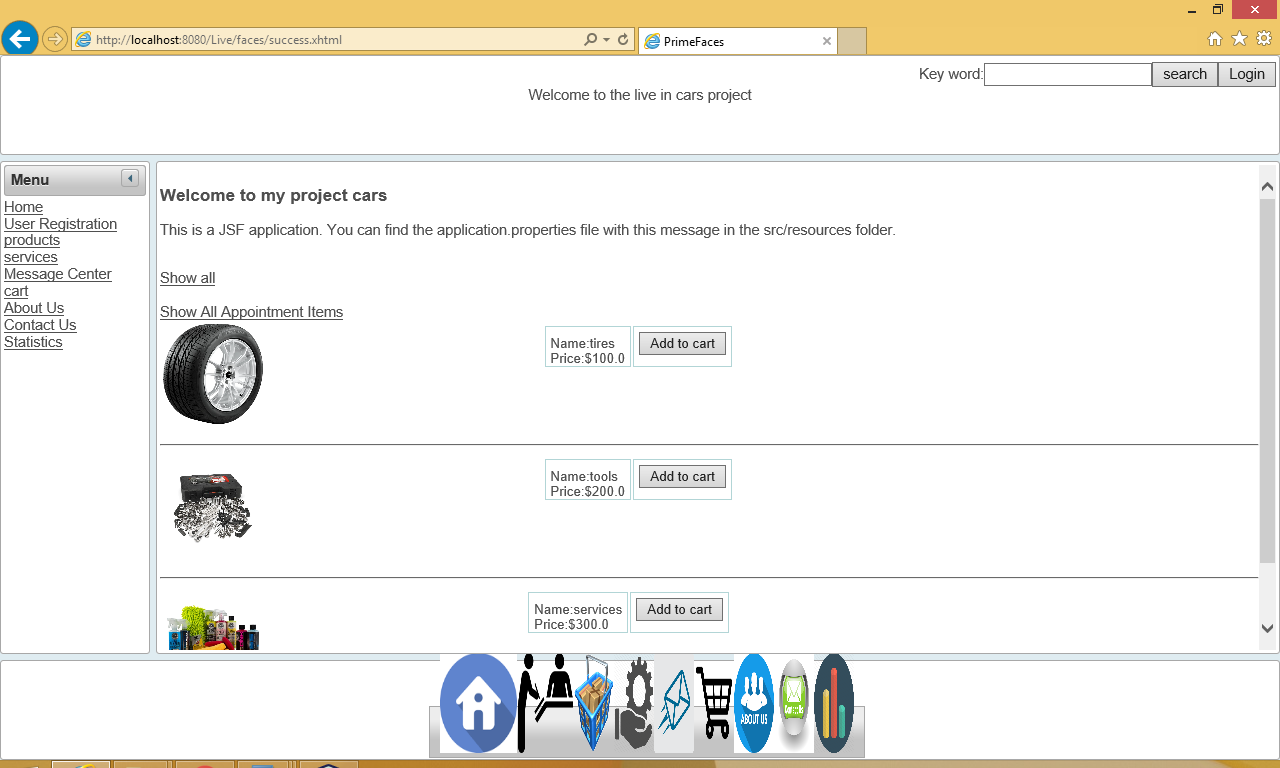 http://localhost:8080/Live/faces/success.xhtml
PrimeFaces
Key word:
search
Login
Welcome to the live in cars project
Menu
Home
User Registration
products
services
Message Center
cart
About Us
Contact Us
Statistics
Welcome to my project cars
This is a JSF application. You can find the application.properties file with this message in the src/resources folder.
Show all
Show All Appointment Items
Name:tires
Price:$100.0
Add to cart
Name:tools
Price:$200.0
Add to cart
Name:services
Price:$300.0
Add to cart
ABOUT US
Contact Us